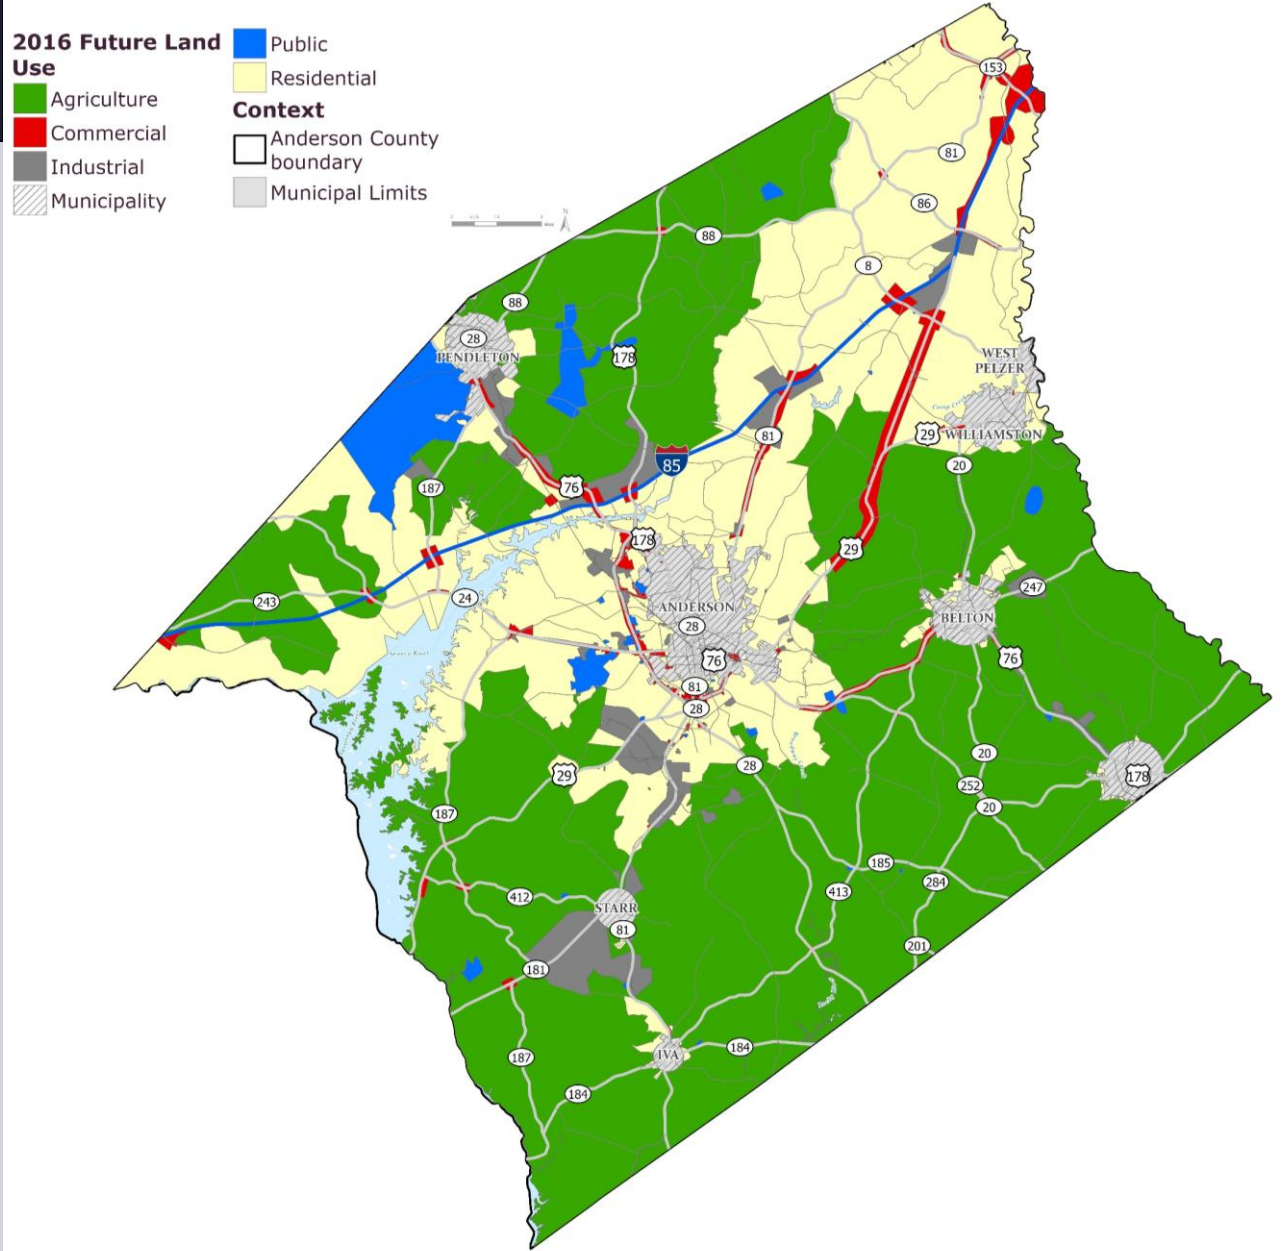 2016 Future Land
Use
Agriculture
Commercial
Industrial
Municipality
Public
Residential
Context
Anderson County
boundary
Municipal Limits
N
153
81
86
88
8
88
28
PENDLETON
178
WEST
PELZER
81
29
WILLIAMSTON
85
20
187
76
178
29
243
24
ANDERSON
28
247
BELTON
76
76
81
28
29
28
20
178
252
20
187
185
412
413
284
STARR
81
201
181
IVA
184
187
184